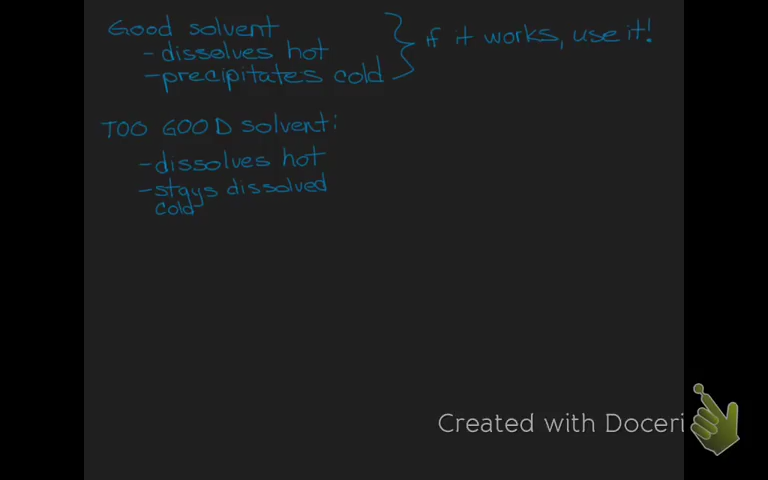 Good solvent
- dissolves hot
- precipitates cold
if it works, use it!
TOO GOOD solvent:
- dissolves hot
- stays dissolved
cold
Created with Doceri